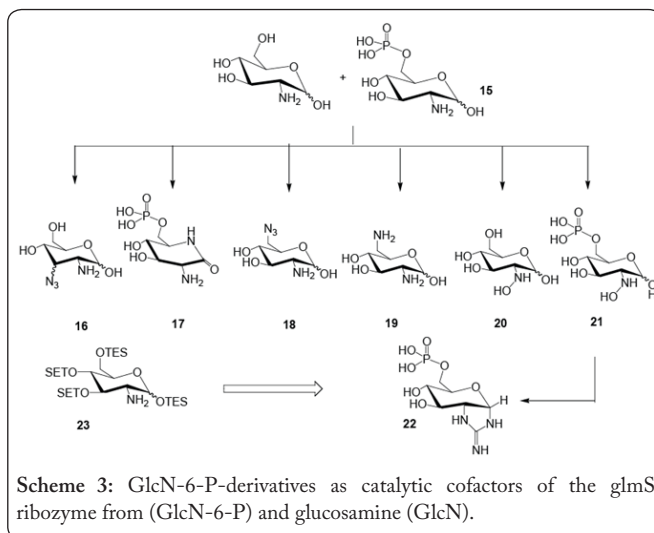 OH
HO
O
HO
NH₂
OH
+
O
HO
P
HO
O
O
HO
HO
NH₂
OH
15
OH
HO
O
NH₂
OH
N₃
16
O
HO
P
HO
O
H
N
HO
HO
NH₂
O
17
N₃
HO
O
HO
NH₂
OH
18
NH₂
HO
O
HO
NH₂
OH
19
OH
HO
O
HO
NH
OH
HO
20
O
HO
P
HO
O
HO
O
HO
NH
O
H
HO
21
OTES
SETO
O
SETO
NH₂
OTES
23
O
HO
P
HO
O
HO
O
HO
H
HN
NH
NH
22
Scheme 3: GlcN-6-P-derivatives as catalytic cofactors of the glmS
ribozyme from (GlcN-6-P) and glucosamine (GlcN).